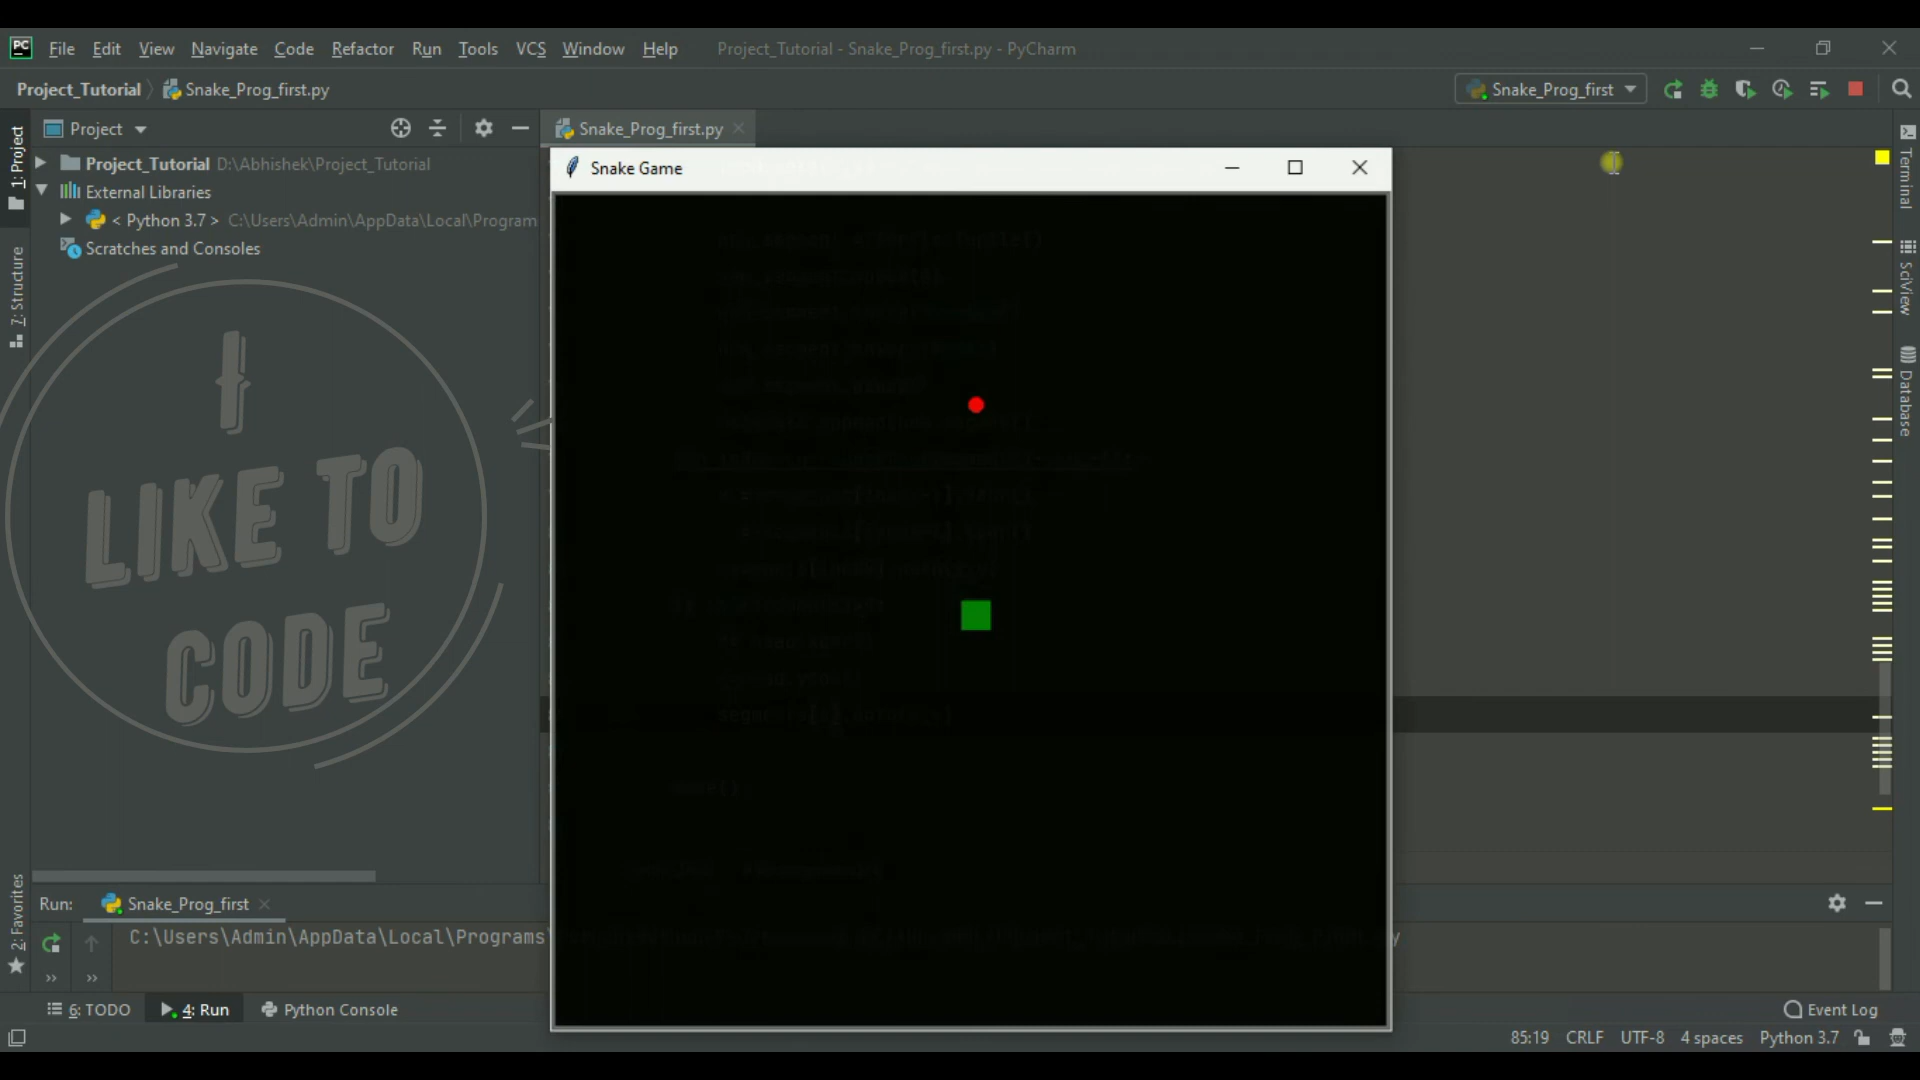 PC File Edit View Navigate Code Refactor Run Tools VCS Window Help Project_Tutorial - Snake_Prog_first.py - PyCharm
Project_Tutorial Snake_Prog_first.py Snake_Prog_first
1: Project
Project
Snake_Prog_first.py
Project_Tutorial D:\Abhishek\Project_Tutorial
External Libraries
< Python 3.7 > C:\Users\Admin\AppData\Local\Program
Scratches and Consoles
Snake Game
Terminal
SciView
Database
7: Structure
I
LIKE TO
CODE
2: Favorites
Run: Snake_Prog_first
C:\Users\Admin\AppData\Local\Programs\
6: TODO 4: Run Python Console Event Log
85:19 CRLF UTF-8 4 spaces Python 3.7